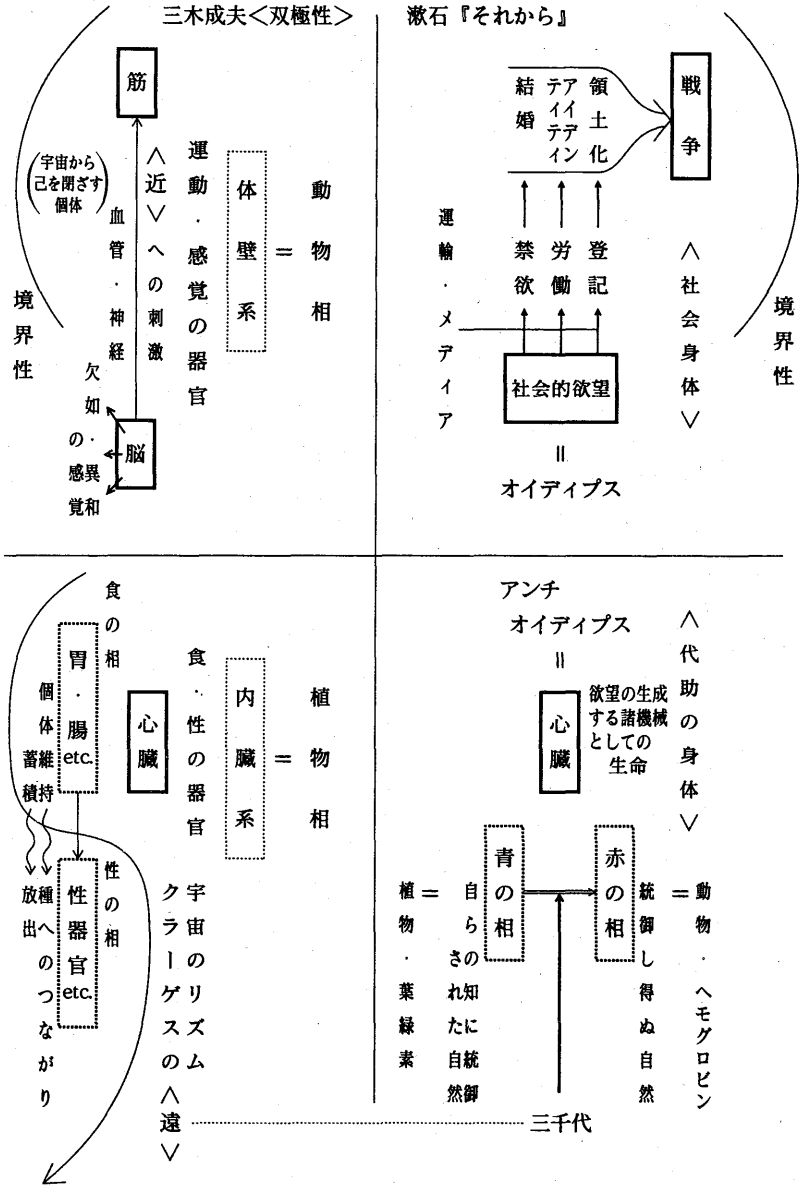 三木成夫＜双極性＞
筋
（宇宙から
己を閉ざす
個体）
境界性
動物相
＝
体壁系
運動・感覚の器官
＜近＞への刺激
血管・神経
脳
欠如・異和
の感覚
漱石『それから』
戦争
領土化
アイデン
ティティ
結婚
登記
労働
禁欲
運輸・メディア
社会的欲望
＝
オイディプス
＜社会身体＞
境界性
植物相
＝
内臓系
食・性の器官
心臓
食の相
胃・腸etc.
個体維持
蓄積
性の相
性器官etc.
種へのつながり
放出
宇宙のリズム
クラーゲスの＜遠＞
アンチ
オイディプス
＝
心臓
欲望の生成
する諸機械
としての
生命
＜代助の身体＞
動物・ヘモグロビン
＝
統御し得ぬ自然
赤の相
青の相
自らの知に統御
された自然
＝
植物・葉緑素
三千代